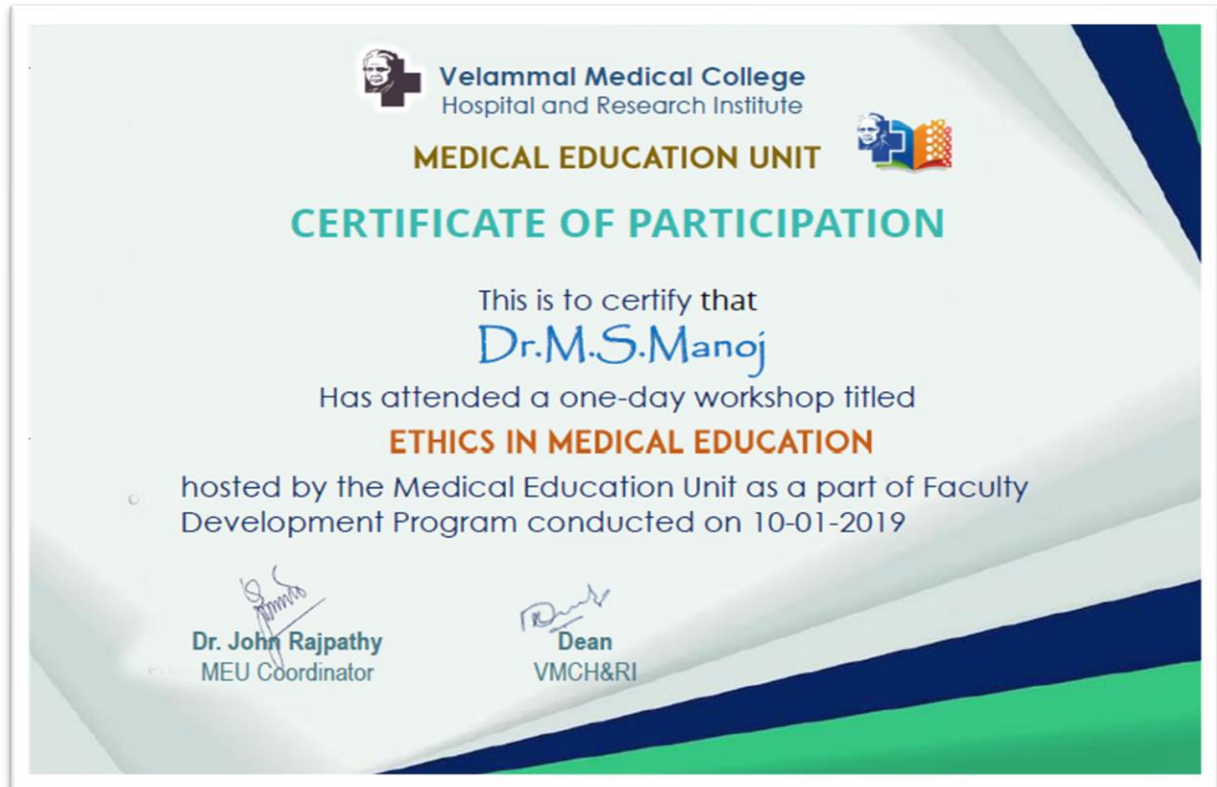 Velammal Medical College
Hospital and Research Institute
MEDICAL EDUCATION UNIT
CERTIFICATE OF PARTICIPATION
This is to certify that
Dr.M.S.Manoj
Has attended a one-day workshop titled
ETHICS IN MEDICAL EDUCATION
hosted by the Medical Education Unit as a part of Faculty
Development Program conducted on 10-01-2019
Dr. John Rajpathy
MEU Coordinator
Dean
VMCH&RI